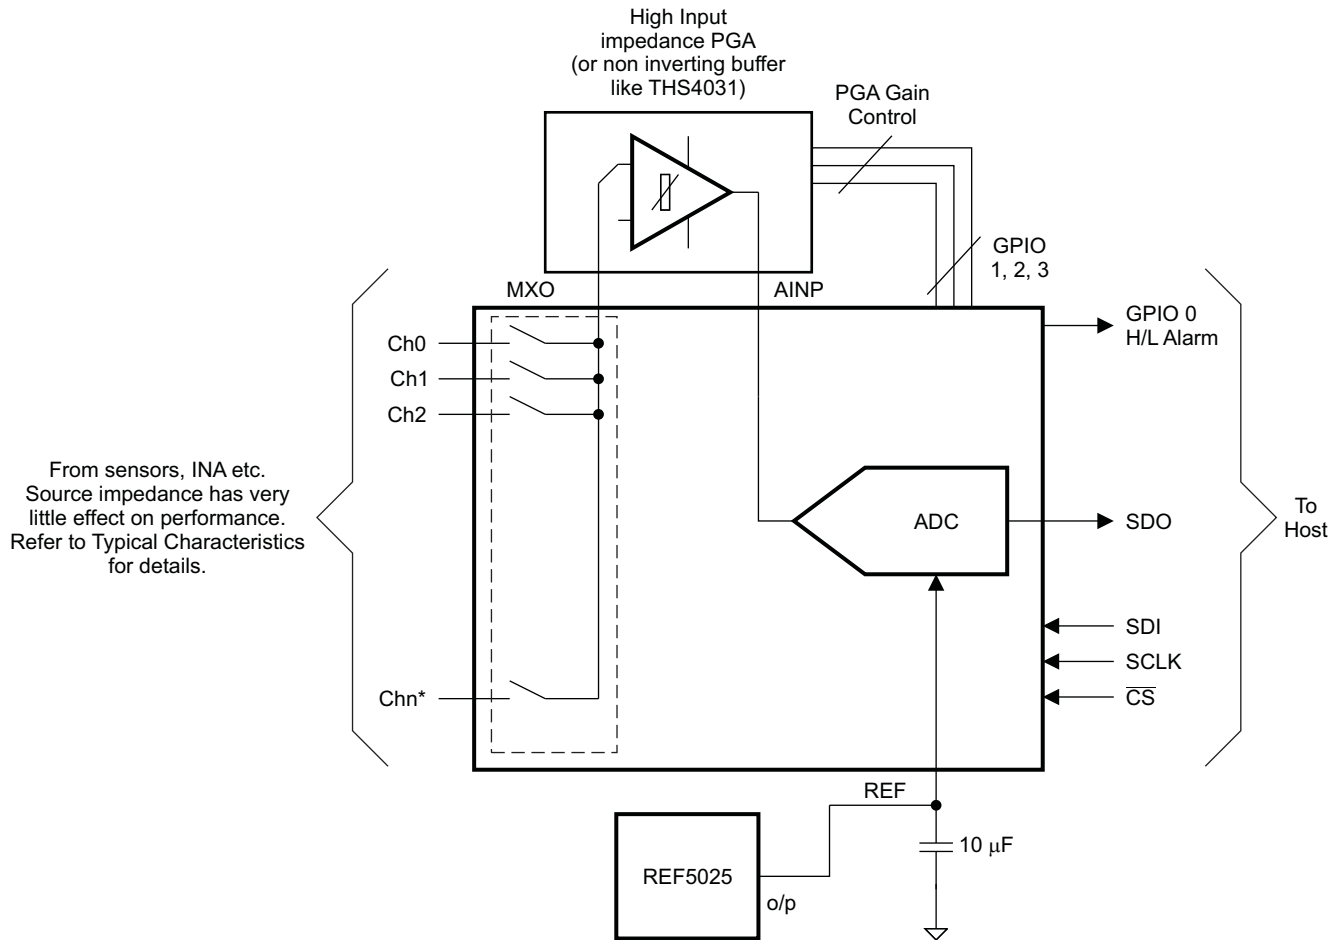 High Input
impedance PGA
(or non inverting buffer
like THS4031)
PGA Gain
Control
GPIO
1, 2, 3
MXO
AINP
GPIO 0
H/L Alarm
Ch0
Ch1
Ch2
From sensors, INA etc.
Source impedance has very
little effect on performance.
Refer to Typical Characteristics
for details.
ADC
SDO
To
Host
SDI
SCLK
Chn*
C̅S̅
REF
10 μF
REF5025
o/p